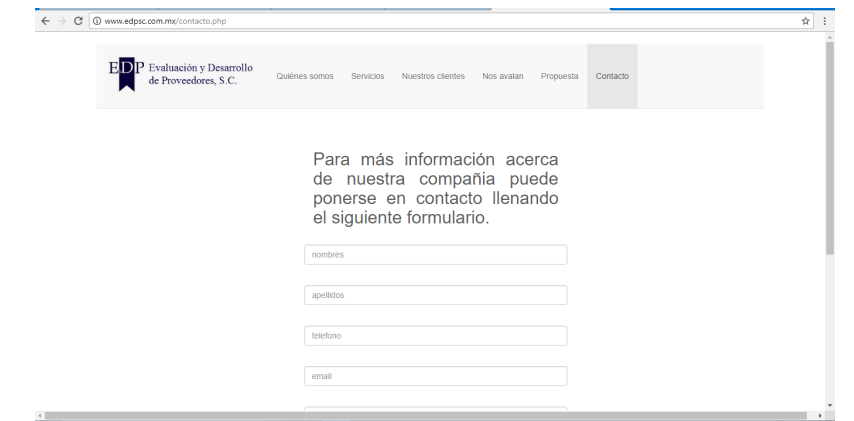 www.edpsc.com.mx/contacto.php
EDP Evaluación y Desarrollo
de Proveedores, S.C.
Quiénes somos Servicios Nuestros clientes Nos avalan Propuesta Contacto
Para más información acerca
de nuestra compañia puede
ponerse en contacto llenando
el siguiente formulario.
nombres
apellidos
telefono
email